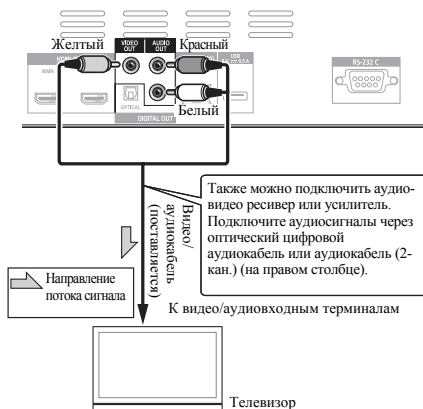 Желтый
VIDEO OUT
AUDIO OUT
Красный
MAIN
USB
RS-232 C
OPTICAL
Белый
DIGITAL OUT
Видео/
аудиокабель
(поставляется)
Также можно подключить аудио-
видео ресивер или усилитель.
Подключите аудиосигналы через
оптический цифровой
аудиокабель или аудиокабель (2-
кан.) (на правом столбце).
Направление
потока сигнала
К видео/аудиовходным терминалам
Телевизор